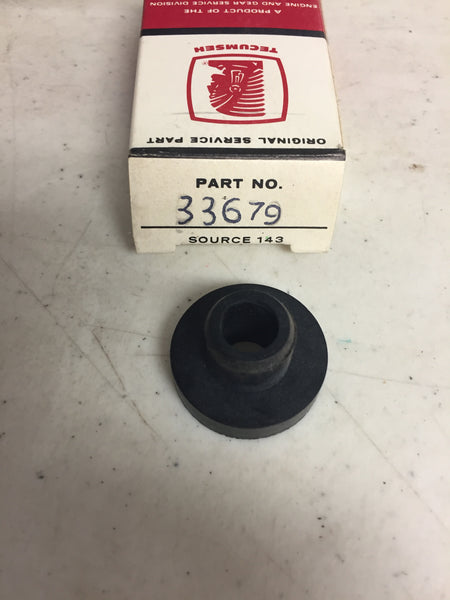 A PRODUCT OF THE
ENGINE AND GEAR SERVICE DIVISION
TECUMSEH
ORIGINAL SERVICE PART
PART NO.
33679
SOURCE 143